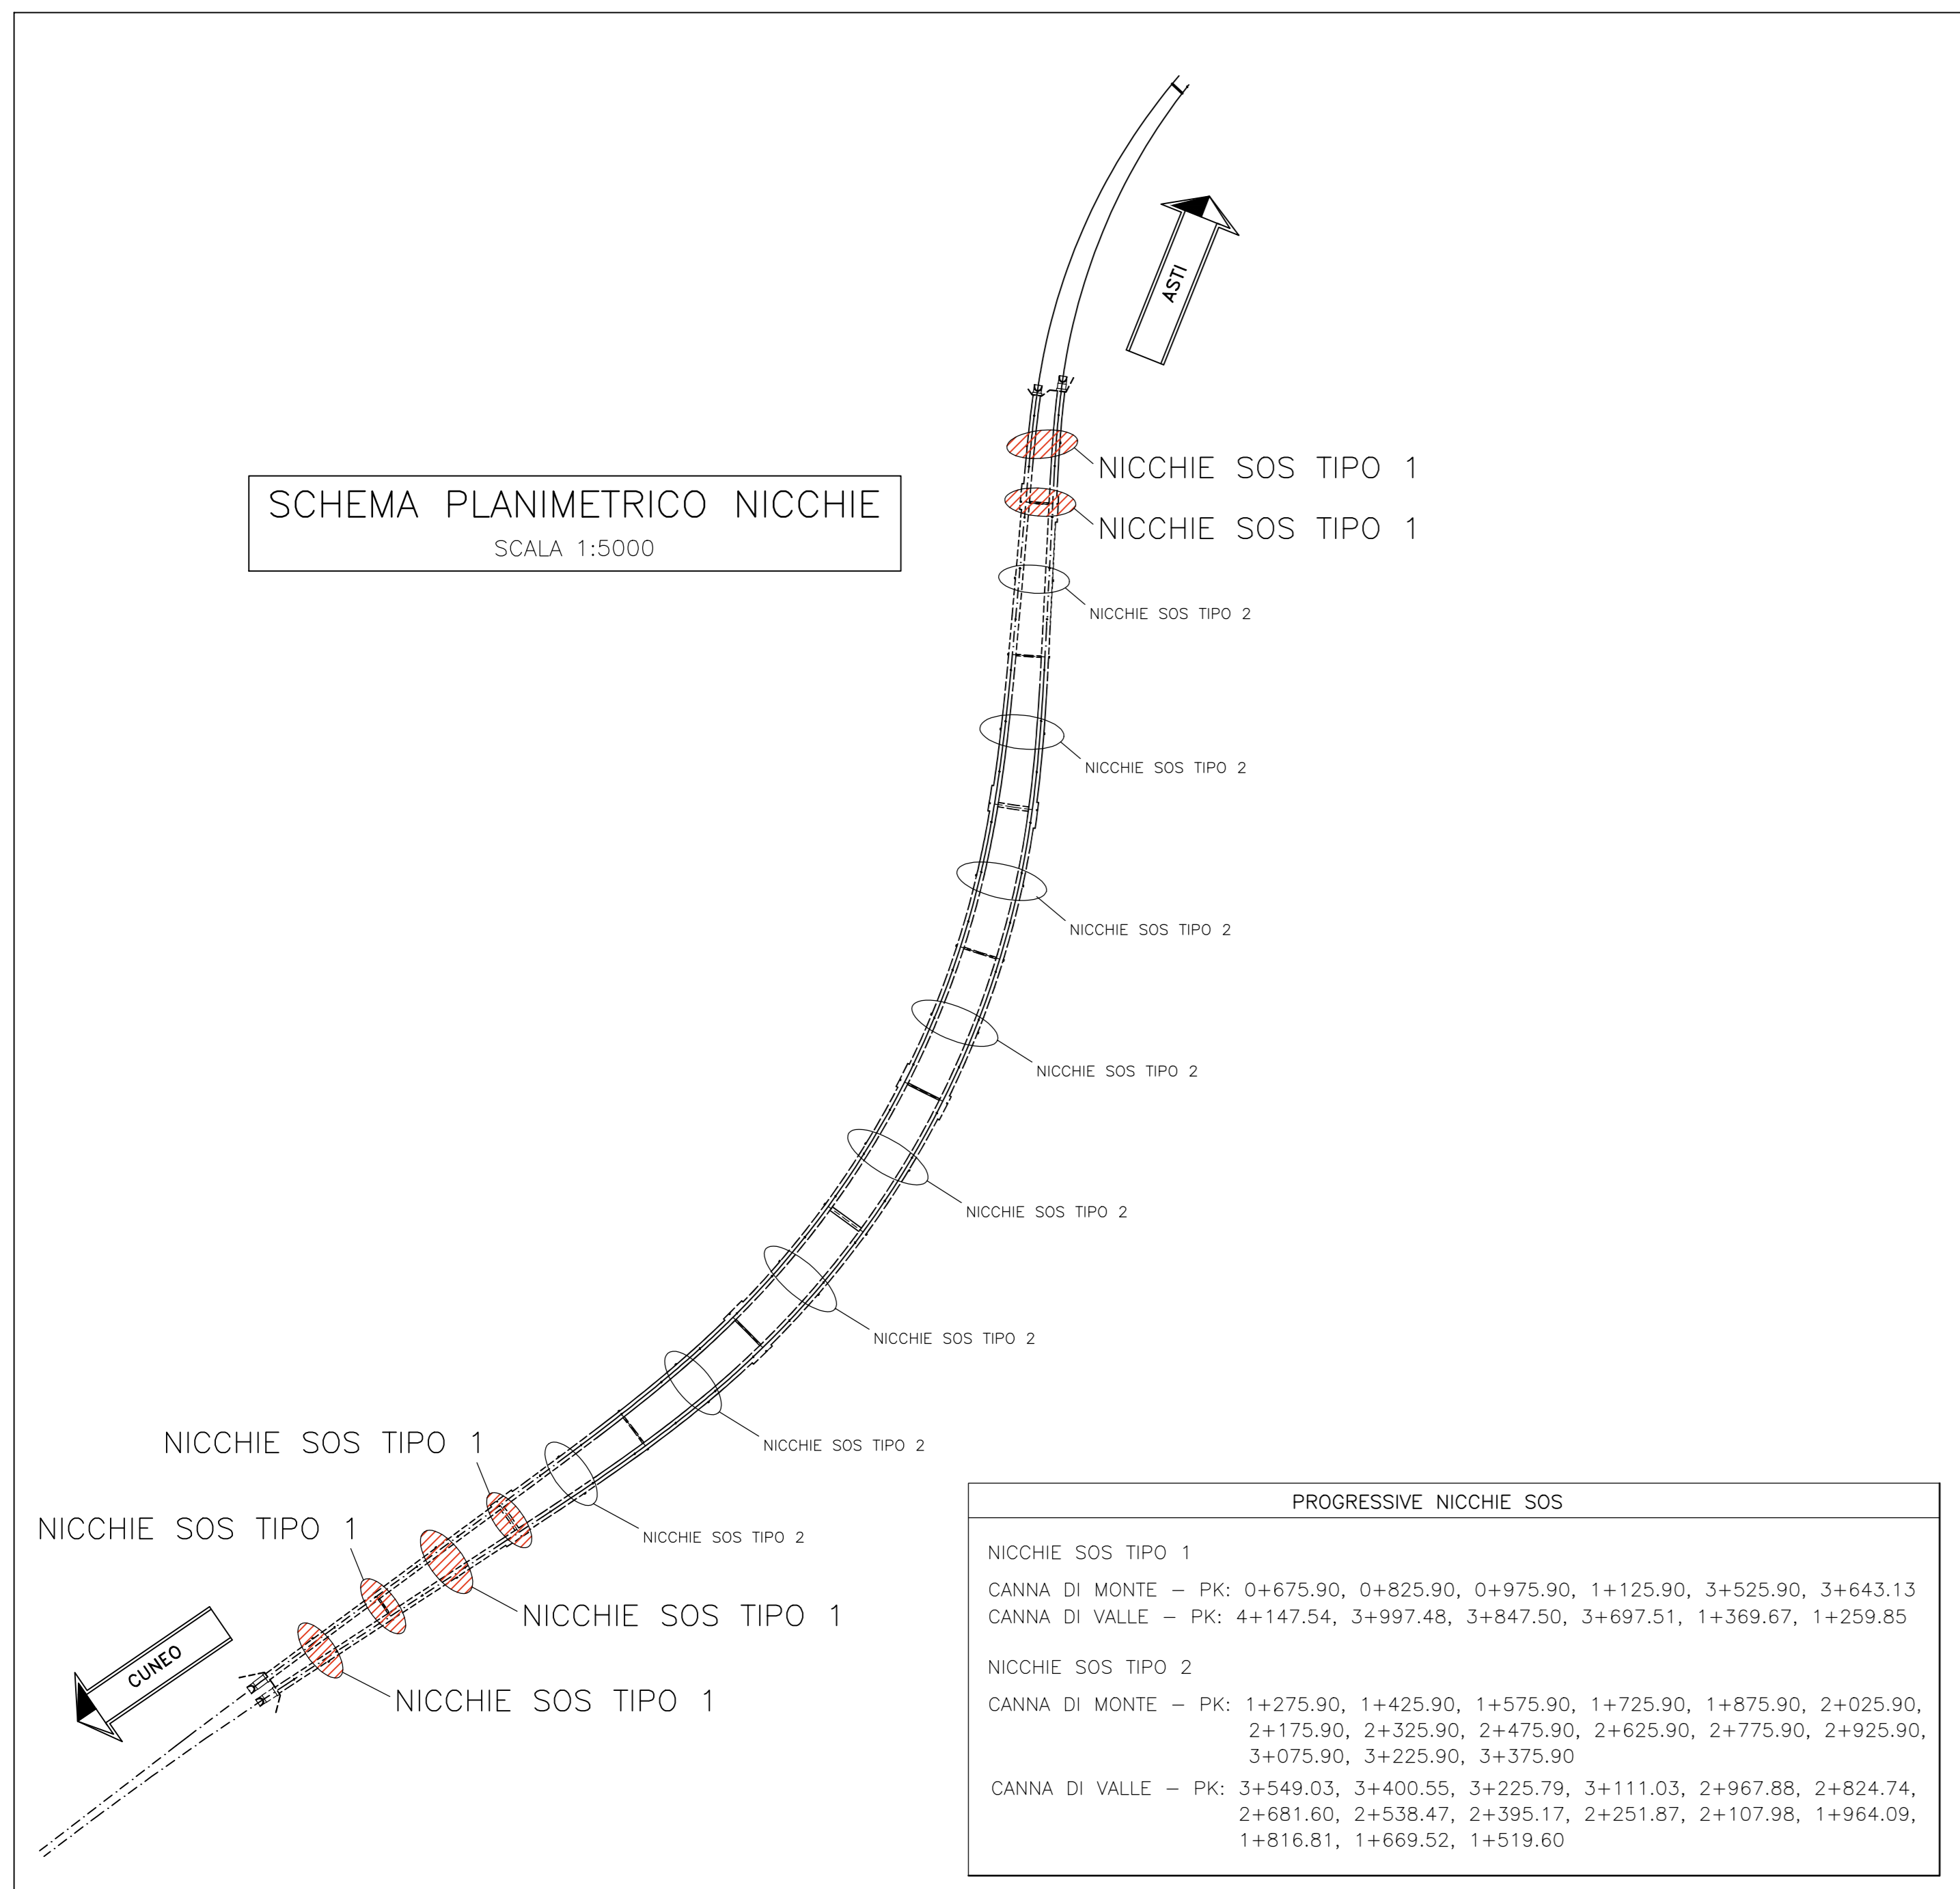 ASTI
NICCHIE SOS TIPO 1
SCHEMA PLANIMETRICO NICCHIE
SCALA 1:5000
NICCHIE SOS TIPO 1
NICCHIE SOS TIPO 2
NICCHIE SOS TIPO 2
NICCHIE SOS TIPO 2
NICCHIE SOS TIPO 2
NICCHIE SOS TIPO 2
NICCHIE SOS TIPO 2
NICCHIE SOS TIPO 2
NICCHIE SOS TIPO 2
NICCHIE SOS TIPO 1
NICCHIE SOS TIPO 1
NICCHIE SOS TIPO 1
NICCHIE SOS TIPO 1
CUNEO
PROGRESSIVE NICCHIE SOS
NICCHIE SOS TIPO 1
CANNA DI MONTE – PK: 0+675.90, 0+825.90, 0+975.90, 1+125.90, 3+525.90, 3+643.13
CANNA DI VALLE – PK: 4+147.54, 3+997.48, 3+847.50, 3+697.51, 1+369.67, 1+259.85
NICCHIE SOS TIPO 2
CANNA DI MONTE – PK: 1+275.90, 1+425.90, 1+575.90, 1+725.90, 1+875.90, 2+025.90,
2+175.90, 2+325.90, 2+475.90, 2+625.90, 2+775.90, 2+925.90,
3+075.90, 3+225.90, 3+375.90
CANNA DI VALLE – PK: 3+549.03, 3+400.55, 3+225.79, 3+111.03, 2+967.88, 2+824.74,
2+681.60, 2+538.47, 2+395.17, 2+251.87, 2+107.98, 1+964.09,
1+816.81, 1+669.52, 1+519.60